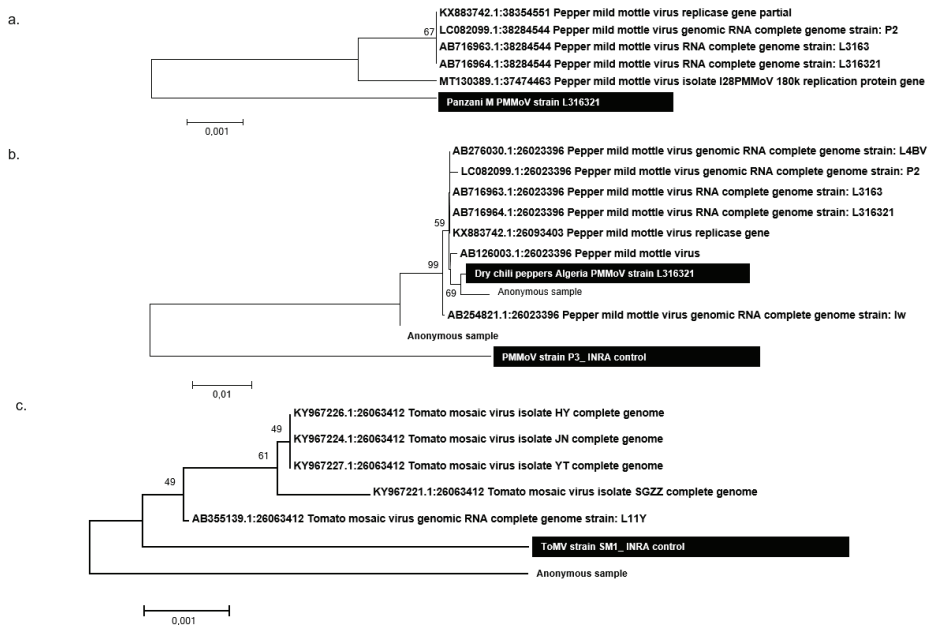 a.
KX883742.1:38354551 Pepper mild mottle virus replicase gene partial
67
LC082099.1:38284544 Pepper mild mottle virus genomic RNA complete genome strain: P2
AB716963.1:38284544 Pepper mild mottle virus RNA complete genome strain: L3163
AB716964.1:38284544 Pepper mild mottle virus RNA complete genome strain: L316321
MT130389.1:37474463 Pepper mild mottle virus isolate I28PMMoV 180k replication protein gene
Panzani M PMMoV strain L316321
0,001
b.
AB276030.1:26023396 Pepper mild mottle virus genomic RNA complete genome strain: L4BV
LC082099.1:26023396 Pepper mild mottle virus genomic RNA complete genome strain: P2
AB716963.1:26023396 Pepper mild mottle virus RNA complete genome strain: L3163
AB716964.1:26023396 Pepper mild mottle virus RNA complete genome strain: L316321
59
KX883742.1:26093403 Pepper mild mottle virus replicase gene
AB126003.1:26023396 Pepper mild mottle virus
99
Dry chili peppers Algeria PMMoV strain L316321
69
Anonymous sample
AB254821.1:26023396 Pepper mild mottle virus genomic RNA complete genome strain: Iw
Anonymous sample
PMMoV strain P3_ INRA control
0,01
c.
KY967226.1:26063412 Tomato mosaic virus isolate HY complete genome
49
KY967224.1:26063412 Tomato mosaic virus isolate JN complete genome
61
KY967227.1:26063412 Tomato mosaic virus isolate YT complete genome
49
KY967221.1:26063412 Tomato mosaic virus isolate SGZZ complete genome
AB355139.1:26063412 Tomato mosaic virus genomic RNA complete genome strain: L11Y
ToMV strain SM1_ INRA control
Anonymous sample
0,001